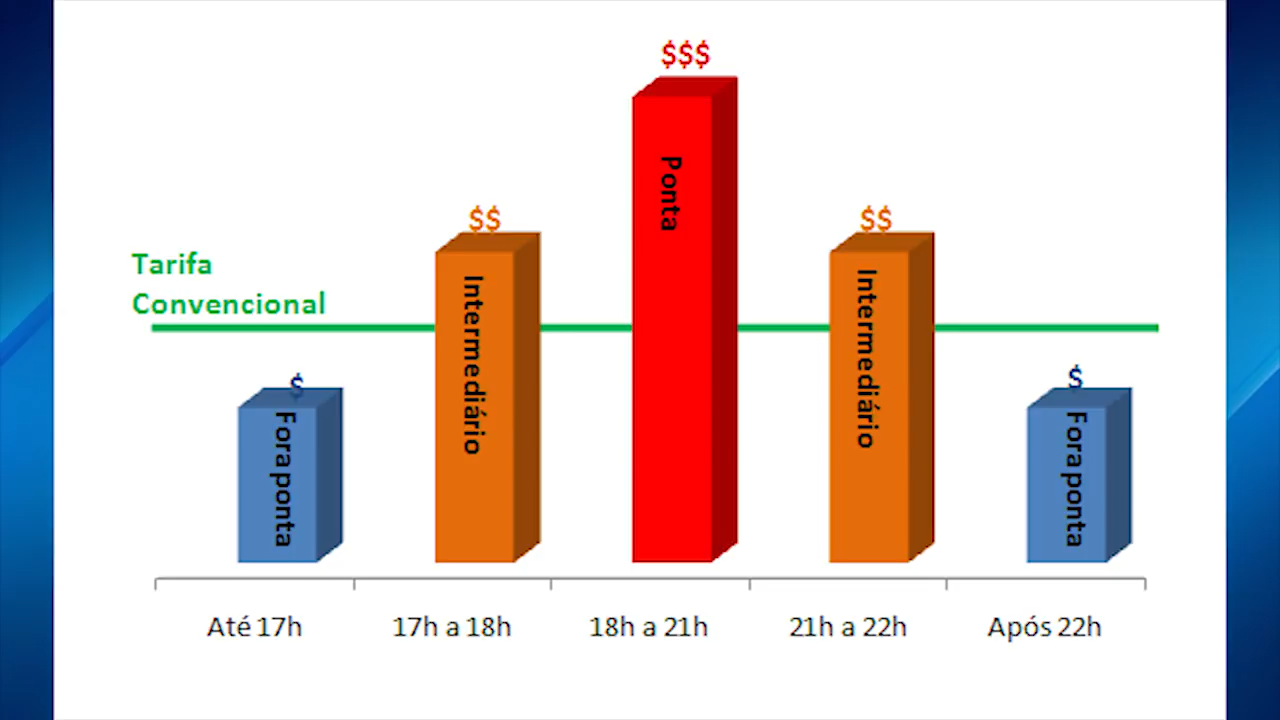 $$$
Ponta
$$
$$
Tarifa
Convencional
Intermediário
Intermediário
$
$
Fora ponta
Fora ponta
Até 17h
17h a 18h
18h a 21h
21h a 22h
Após 22h